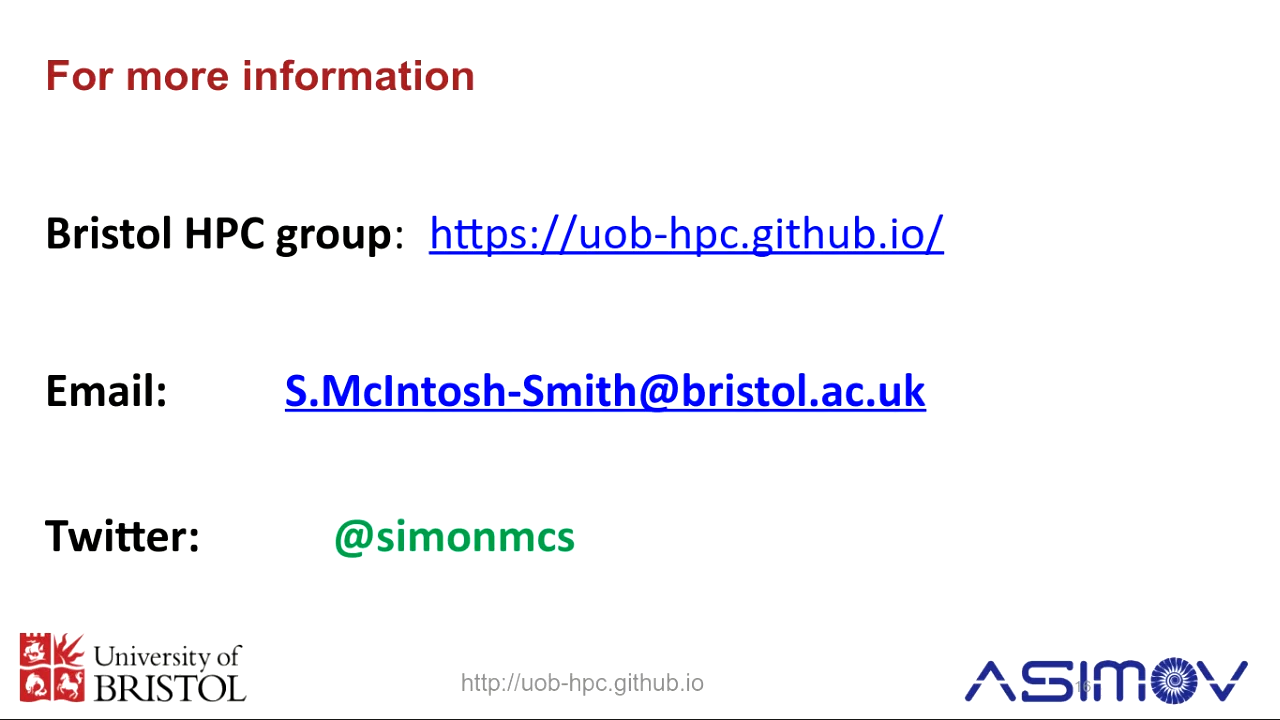 For more information
Bristol HPC group: https://uob-hpc.github.io/
Email: S.McIntosh-Smith@bristol.ac.uk
Twitter: @simonmcs
University of
BRISTOL
http://uob-hpc.github.io
ASIMOV
16